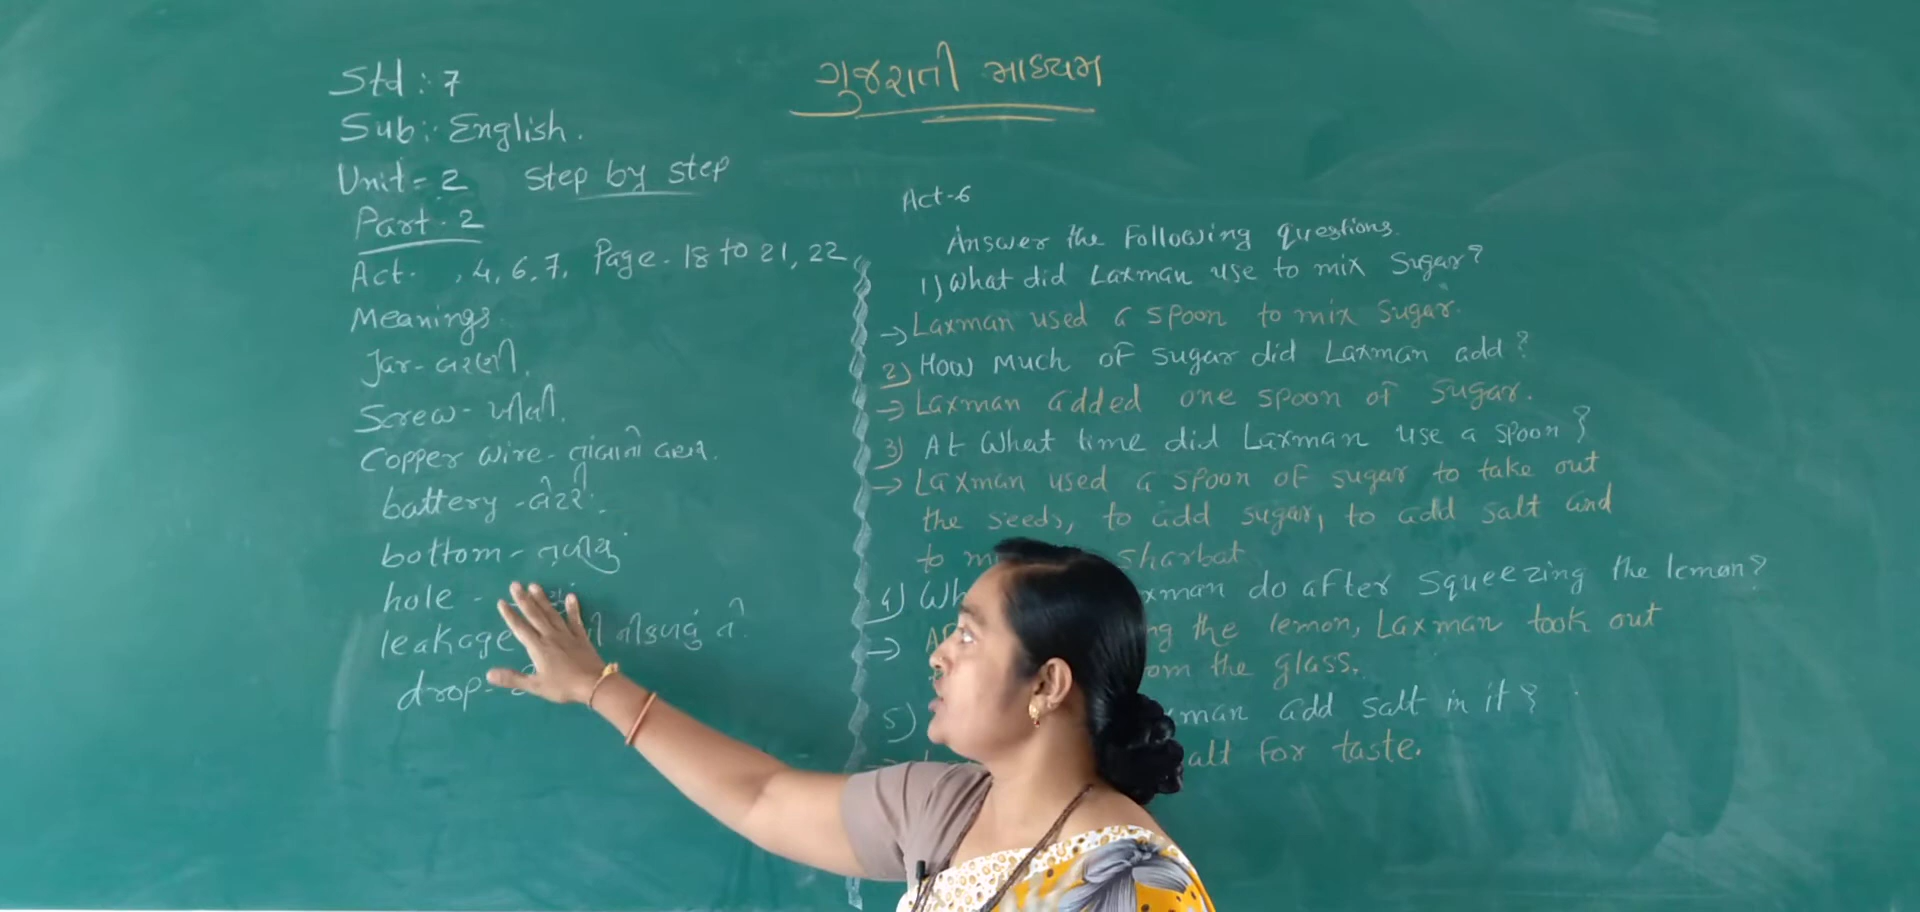 ગુજરાતી માધ્યમ
Std: 7
Sub: English.
Unit = 2 Step by step
Part. 2
Act. , 4, 6, 7, Page. 18 to 21, 22
Meanings
Jar - બરણી.
Screw - ખીલી.
Copper wire - તાંબાનો વાયર.
battery - બેટરી.
bottom - તળીયું
hole -
leakage નીકળવું તે.
drop -
Act-6
Answer the Following questions
1) What did Laxman use to mix Sugar?
→ Laxman used a spoon to mix Sugar.
2) How Much of sugar did Laxman add?
→ Laxman added one spoon of sugar.
3) At What time did Laxman use a spoon?
→ Laxman used a spoon of sugar to take out
the seeds, to add sugar, to add salt and
to sharbat
4) do after Squeezing the lemon?
→ the lemon, Laxman took out
the glass.
5) add salt in it?
for taste.